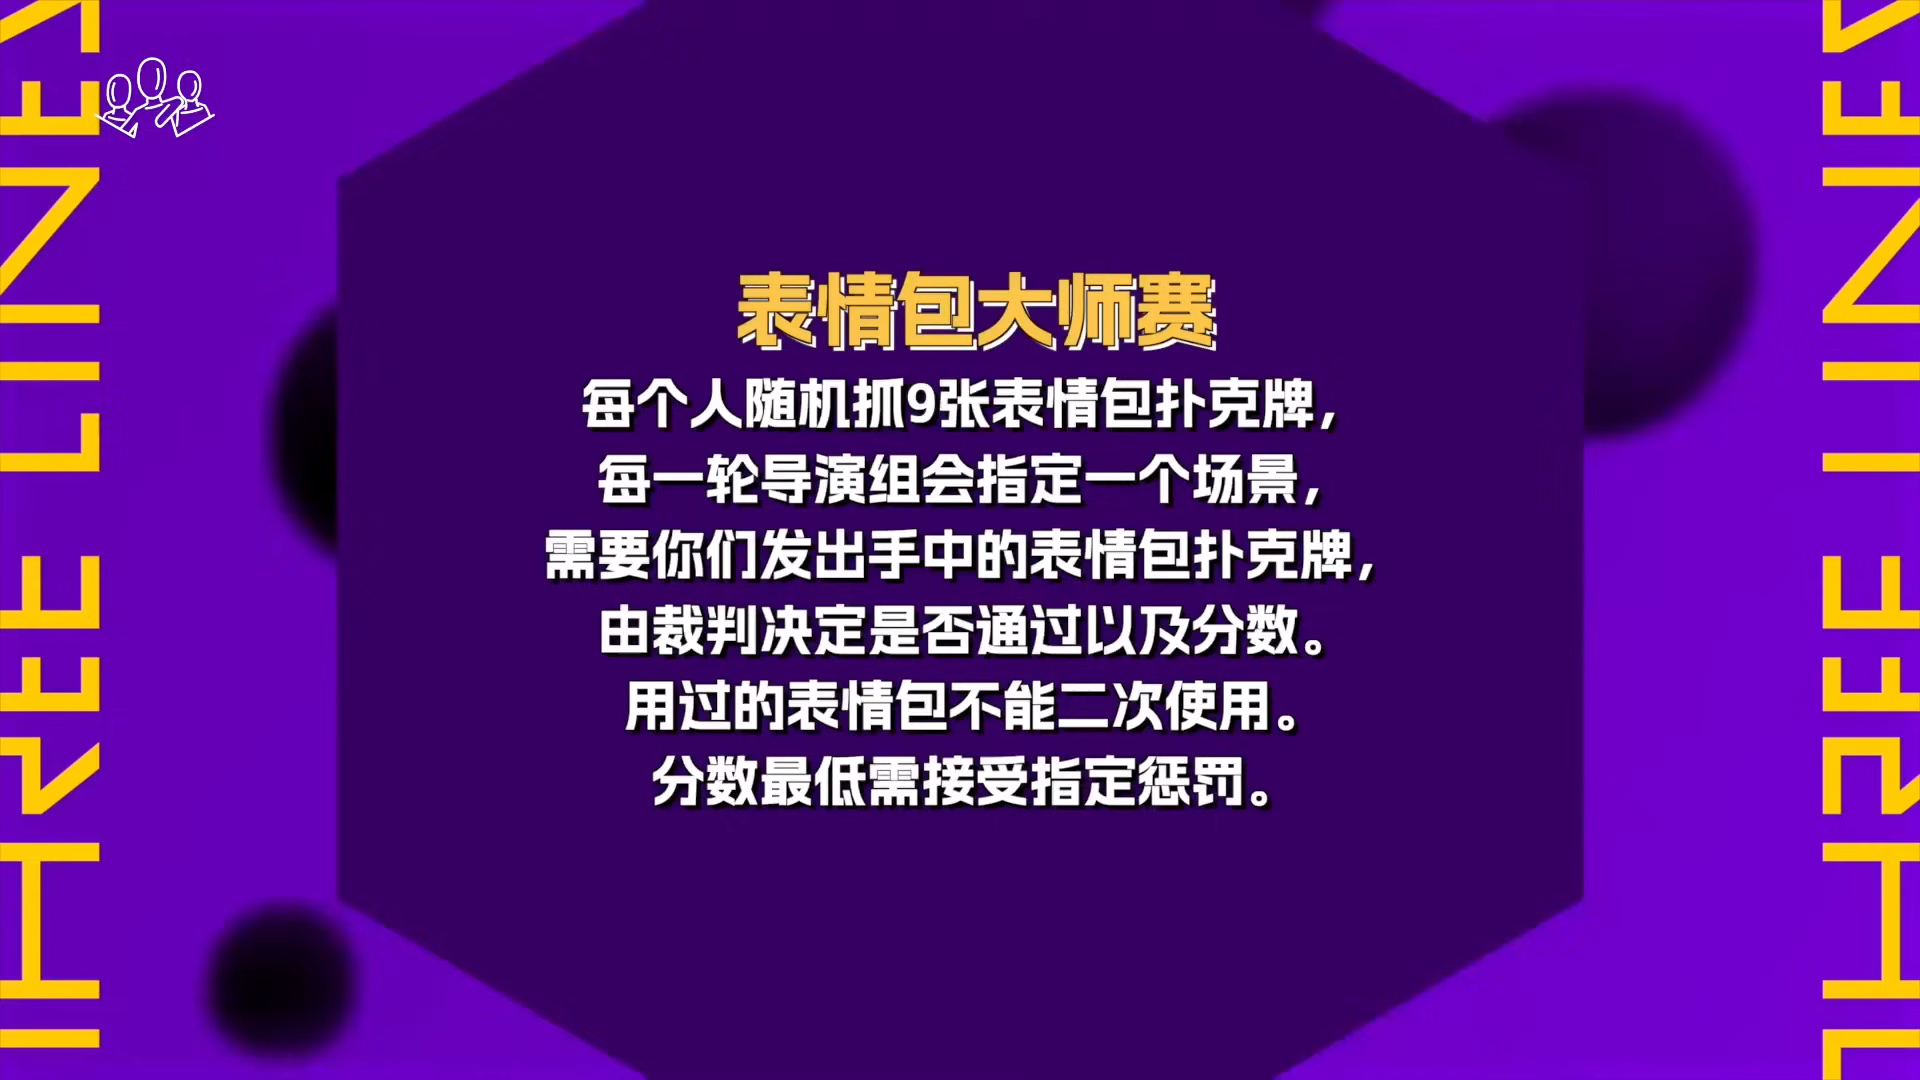 表情包大师赛
每个人随机抓9张表情包扑克牌，
每一轮导演组会指定一个场景，
需要你们发出手中的表情包扑克牌，
由裁判决定是否通过以及分数。
用过的表情包不能二次使用。
分数最低需接受指定惩罚。
THREE LINES
THREE LINES